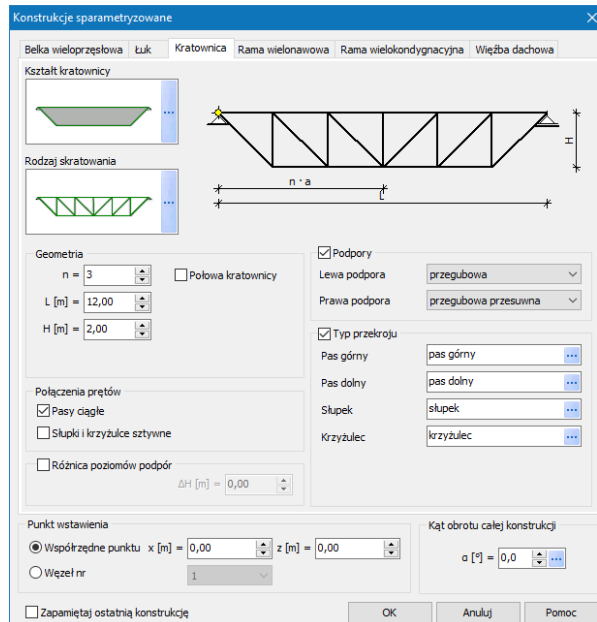 Konstrukcje sparametryzowane
Belka wieloprzęsłowa Łuk Kratownica Rama wielonawowa Rama wielokondygnacyjna Więźba dachowa
Kształt kratownicy
...
H
Rodzaj skratowania
...
n · a
L
Geometria
n = 3
Połowa kratownicy
L [m] = 12,00
H [m] = 2,00
Podpory
Lewa podpora przegubowa
Prawa podpora przegubowa przesuwna
Typ przekroju
Pas górny pas górny ...
Pas dolny pas dolny ...
Słupek słupek ...
Krzyżulec krzyżulec ...
Połączenia prętów
Pasy ciągłe
Słupki i krzyżulce sztywne
Różnica poziomów podpór
ΔH [m] = 0,00
Punkt wstawienia
Współrzędne punktu x [m] = 0,00 z [m] = 0,00
Węzeł nr 1
Kąt obrotu całej konstrukcji
α [°] = 0,0 ...
Zapamiętaj ostatnią konstrukcję
OK Anuluj Pomoc